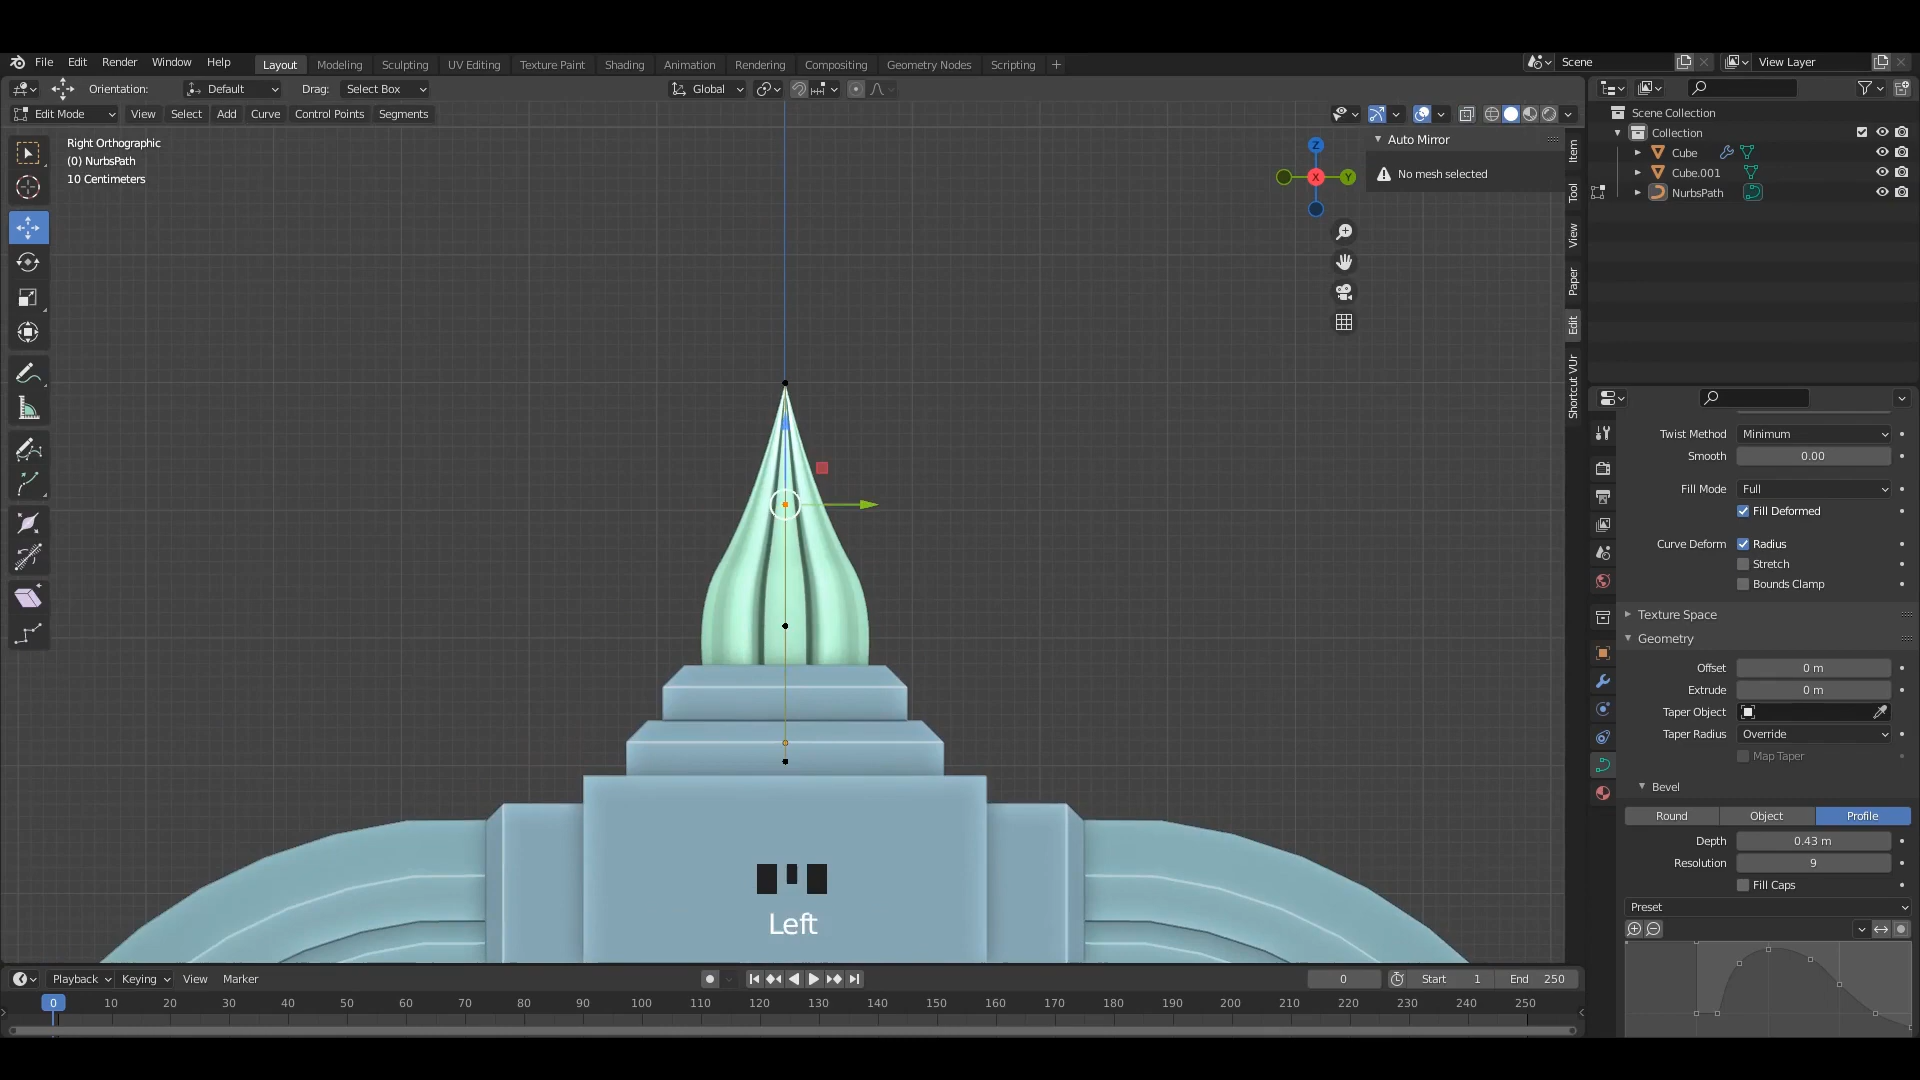 File Edit Render Window Help Layout Modeling Sculpting UV Editing Texture Paint Shading Animation Rendering Compositing Geometry Nodes Scripting + Scene View Layer
Orientation: Default Drag: Select Box Global
Edit Mode View Select Add Curve Control Points Segments
Right Orthographic
(0) NurbsPath
10 Centimeters
Z
X
Y
Auto Mirror
No mesh selected
Item
Tool
View
Paper
Edit
Shortcut VUr
Scene Collection
Collection
Cube
Cube.001
NurbsPath
Twist Method Minimum
Smooth 0.00
Fill Mode Full
Fill Deformed
Curve Deform Radius
Stretch
Bounds Clamp
Texture Space
Geometry
Offset 0 m
Extrude 0 m
Taper Object
Taper Radius Override
Map Taper
Bevel
Round Object Profile
Depth 0.43 m
Resolution 9
Fill Caps
Preset
Left
Playback Keying View Marker 0 Start 1 End 250
0 10 20 30 40 50 60 70 80 90 100 110 120 130 140 150 160 170 180 190 200 210 220 230 240 250